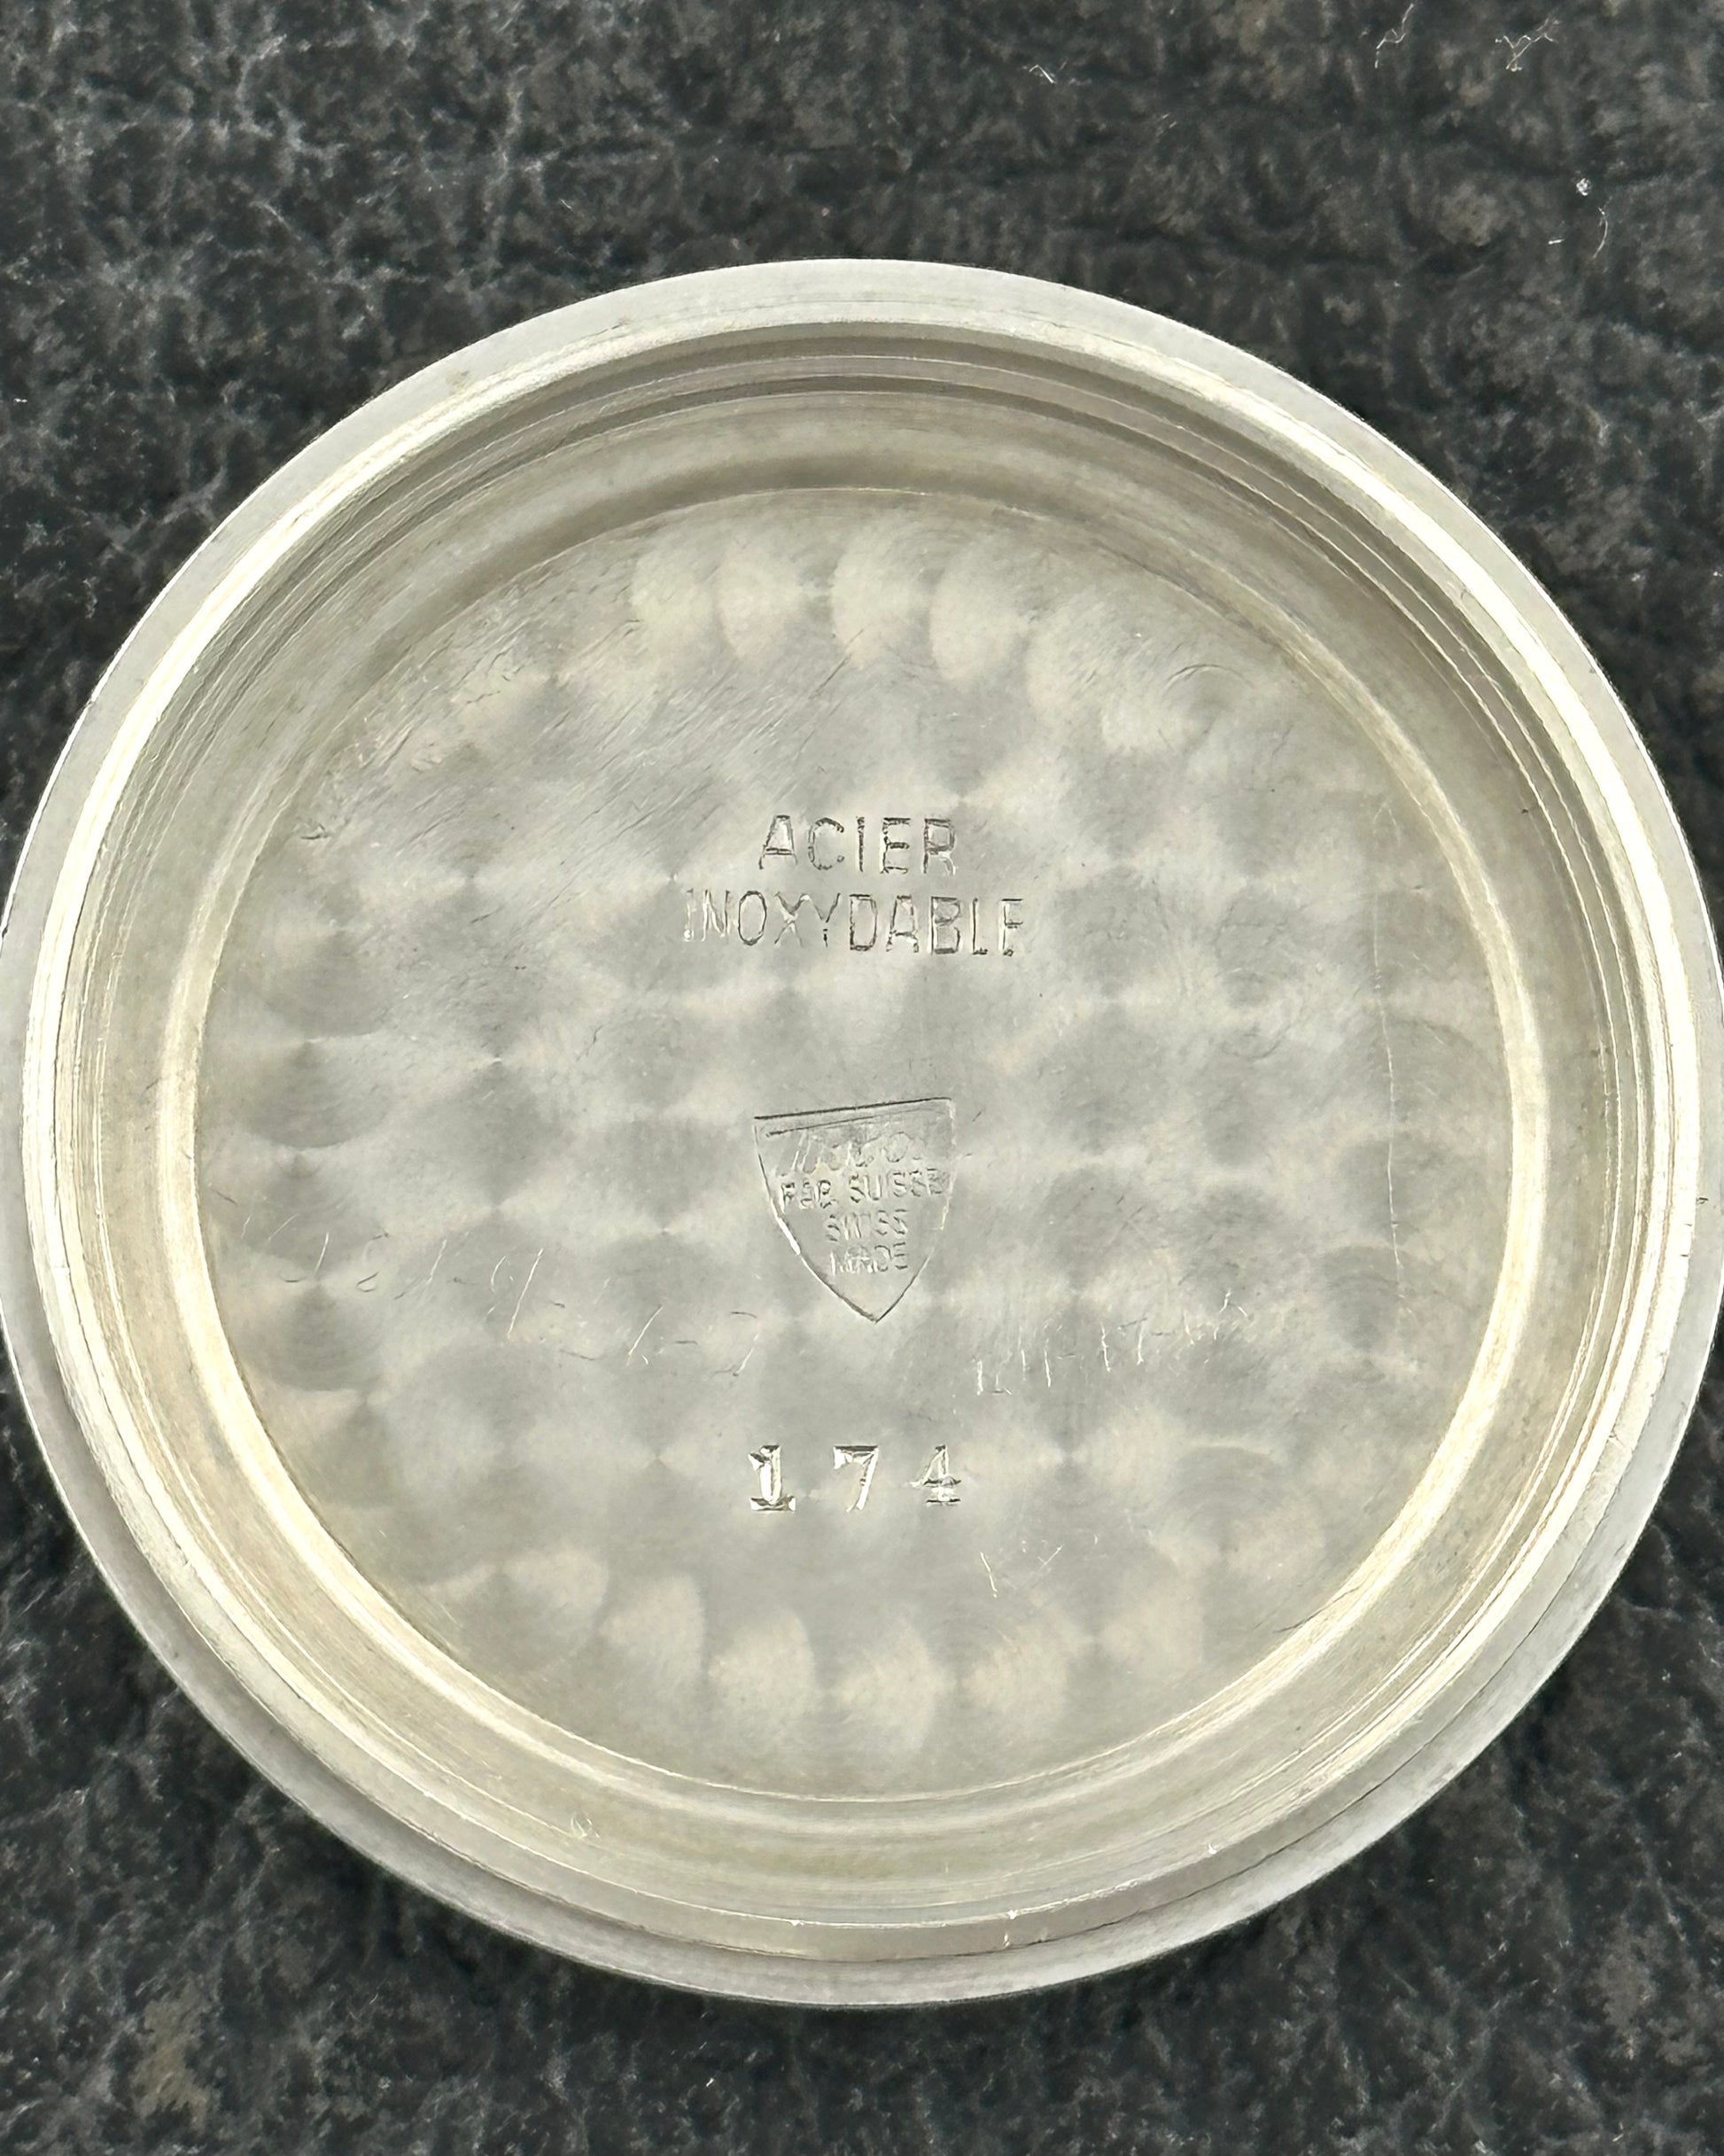 ACIER
INOXYDABLE
FAB. SUISSE
SWISS
MADE
174